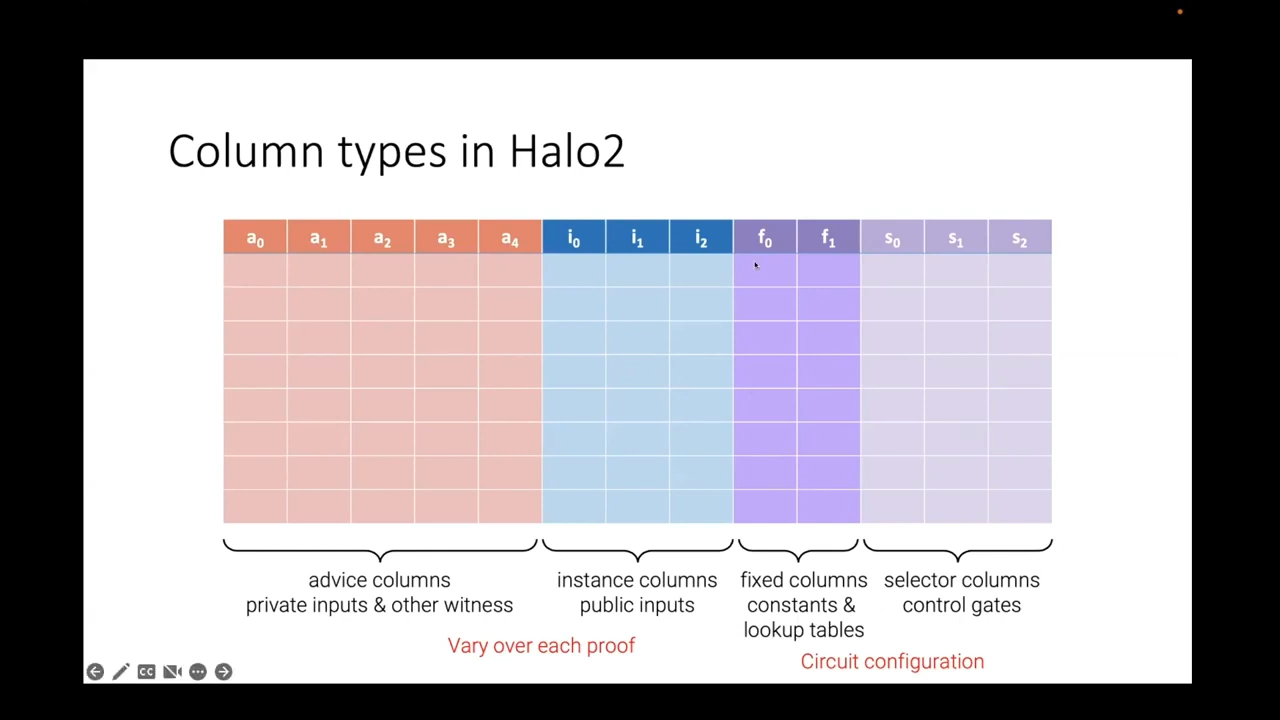 Column types in Halo2
a0 a1 a2 a3 a4 i0 i1 i2 f0 f1 s0 s1 s2
advice columns
private inputs & other witness
instance columns
public inputs
fixed columns
constants &
lookup tables
selector columns
control gates
Vary over each proof
Circuit configuration
CC